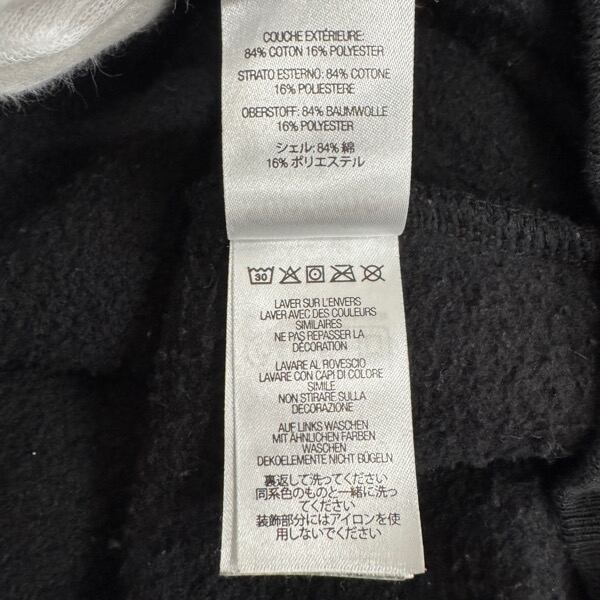 COUCHE EXTÉRIEURE:
84% COTON 16% POLYESTER
STRATO ESTERNO: 84% COTONE
16% POLIESTERE
OBERSTOFF: 84% BAUMWOLLE
16% POLYESTER
シェル: 84% 綿
16% ポリエステル
30
LAVER SUR L'ENVERS
LAVER AVEC DES COULEURS
SIMILAIRES
NE PAS REPASSER LA
DÉCORATION
LAVARE AL ROVESCIO
LAVARE CON CAPI DI COLORE
SIMILE
NON STIRARE SULLA
DECORAZIONE
AUF LINKS WASCHEN
MIT ÄHNLICHEN FARBEN
WASCHEN
DEKOELEMENTE NICHT BÜGELN
裏返して洗ってください
同系色のものと一緒に洗っ
てください
装飾部分にはアイロンを使
用しないでください